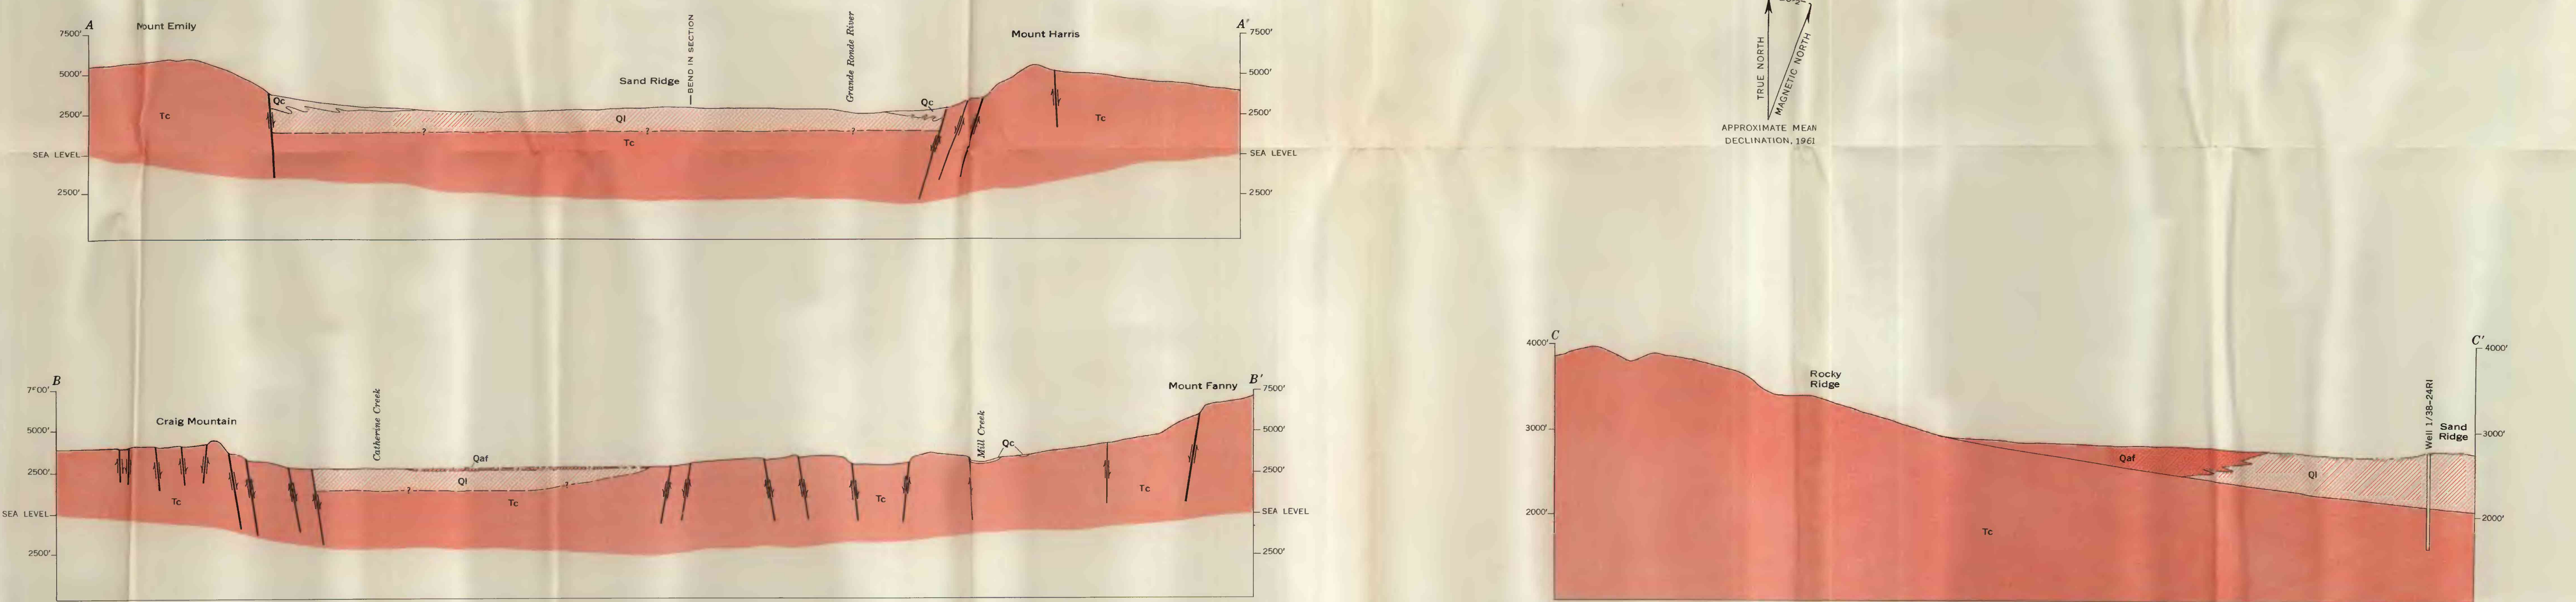 A
Mount Emily
BEND IN SECTION
Grande Ronde River
Mount Harris
A'
7500'
7500'
5000'
Sand Ridge
5000'
Qc
Qc
2500'
Tc
Ql
Tc
2500'
?
?
?
Tc
SEA LEVEL
SEA LEVEL
2500'
2500'
TRUE NORTH
MAGNETIC NORTH
APPROXIMATE MEAN
DECLINATION, 1961
B
Craig Mountain
Catherine Creek
Mill Creek
Mount Fanny
B'
7500'
7500'
5000'
5000'
Qc
Qaf
2500'
2500'
Ql
?
?
Tc
Tc
Tc
Tc
SEA LEVEL
SEA LEVEL
2500'
2500'
C
C'
4000'
4000'
Rocky
Ridge
Well 1/38-24R1
Sand
Ridge
3000'
3000'
Qaf
Ql
2000'
2000'
Tc